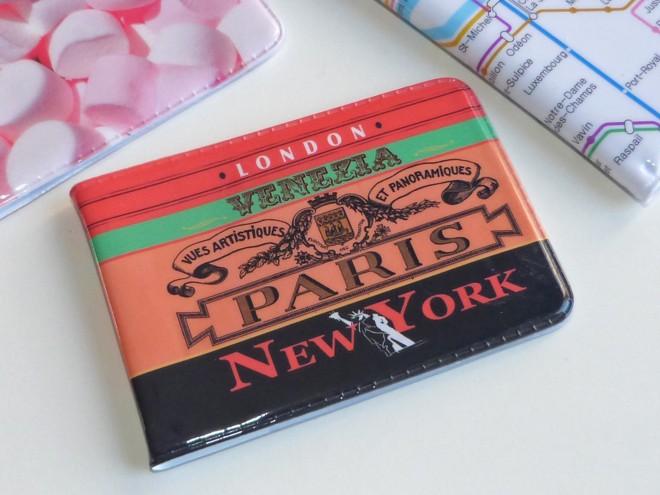 • LONDON •
VENEZIA
VUES ARTISTIQUES
ET PANORAMIQUES
PARIS
NEW YORK
St-Michel
Odéon
-Sulpice
Luxembourg
Notre-Dame
des-Champs
Vavin
Raspail
Port-Royal